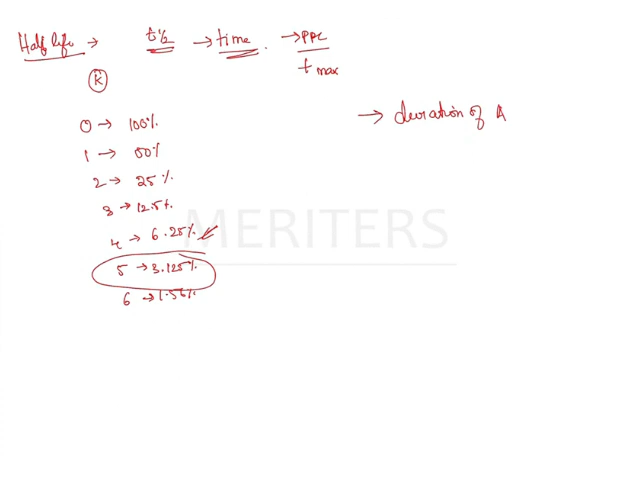 Half life → t½ → time. → PPC
K t max
→ duration of A
0 → 100%
1 → 50%
2 → 25%
3 → 12.5%
4 → 6.25%
5 → 3.125%
6 → 1.56%
MERITERS